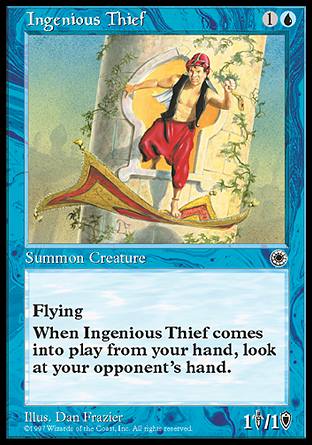 Ingenious Thief 1
Summon Creature
Flying
When Ingenious Thief comes
into play from your hand, look
at your opponent's hand.
Illus. Dan Frazier
©1997 Wizards of the Coast, Inc. All rights reserved.
1/1